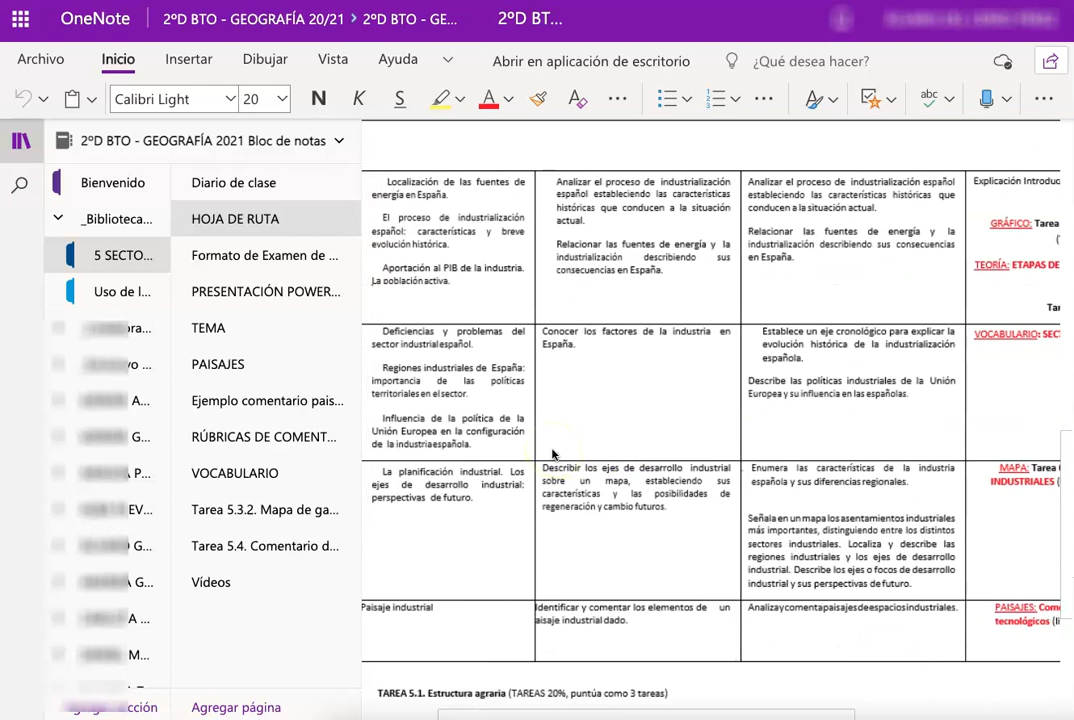 OneNote
2ºD BTO - GEOGRAFÍA 20/21 > 2ºD BTO - GE...
2ºD BT...
Archivo Inicio Insertar Dibujar Vista Ayuda Abrir en aplicación de escritorio ¿Qué desea hacer?
Calibri Light 20 N K S A abc
2ºD BTO - GEOGRAFÍA 2021 Bloc de notas
Bienvenido
_Biblioteca...
5 SECTO...
Uso de l...
ra...
vo ...
A...
G...
P...
EV...
G...
A G...
A ...
M...
Diario de clase
HOJA DE RUTA
Formato de Examen de ...
PRESENTACIÓN POWER...
TEMA
PAISAJES
Ejemplo comentario pais...
RÚBRICAS DE COMENT...
VOCABULARIO
Tarea 5.3.2. Mapa de ga...
Tarea 5.4. Comentario d...
Vídeos
Agregar página
Localización de las fuentes de
energía en España.
El proceso de industrialización
español: características y breve
evolución histórica.
Aportación al PIB de la industria.
La población activa.
Analizar el proceso de industrialización
español estableciendo las características
históricas que conducen a la situación
actual.
Relacionar las fuentes de energía y la
industrialización describiendo sus
consecuencias en España.
Analizar el proceso de industrialización español
estableciendo las características históricas que
conducen a la situación actual.
Relacionar las fuentes de energía y la
industrialización describiendo sus consecuencias
en España.
Explicación Introduc
GRÁFICO: Tarea
TEORÍA: ETAPAS DE
Tar
Deficiencias y problemas del
sector industrial español.
Regiones industriales de España:
importancia de las políticas
territoriales en el sector.
Influencia de la política de la
Unión Europea en la configuración
de la industria española.
Conocer los factores de la industria en
España.
Establece un eje cronológico para explicar la
evolución histórica de la industrialización
española.
Describe las políticas industriales de la Unión
Europea y su influencia en las españolas.
VOCABULARIO: SEC
La planificación industrial. Los
ejes de desarrollo industrial:
perspectivas de futuro.
Describir los ejes de desarrollo industrial
sobre un mapa, estableciendo sus
características y las posibilidades de
regeneración y cambio futuros.
Enumera las características de la industria
española y sus diferencias regionales.
Señala en un mapa los asentamientos industriales
más importantes, distinguiendo entre los distintos
sectores industriales. Localiza y describe las
regiones industriales y los ejes de desarrollo
industrial. Describe los ejes o focos de desarrollo
industrial y sus perspectivas de futuro.
MAPA: Tarea
INDUSTRIALES (
Paisaje industrial
Identificar y comentar los elementos de un
aisaje industrial dado.
Analiza y comenta paisajes de espacios industriales.
PAISAJES: Com
tecnológicos (li
TAREA 5.1. Estructura agraria (TAREAS 20%, puntúa como 3 tareas)